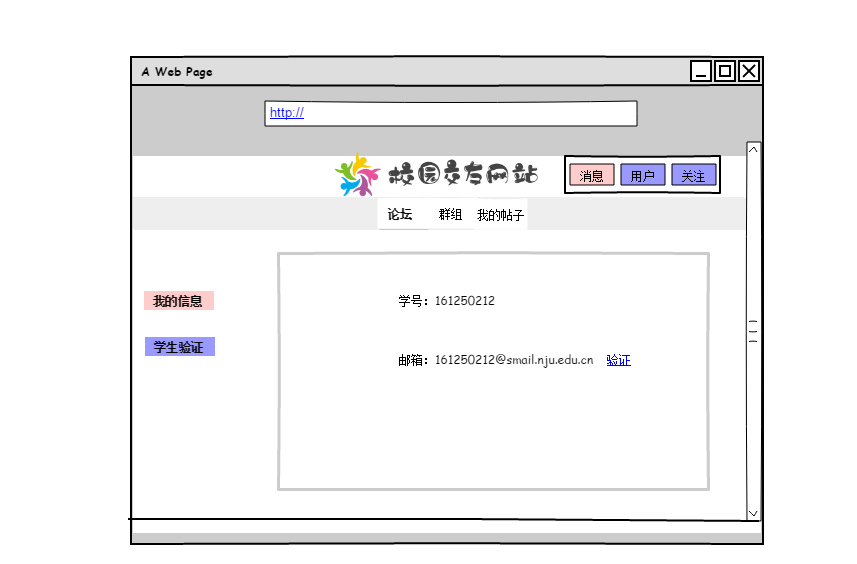 A Web Page
http://
校园交友网站
消息 用户 关注
论坛 群组 我的帖子
我的信息
学号：161250212
学生验证
邮箱：161250212@smail.nju.edu.cn 验证